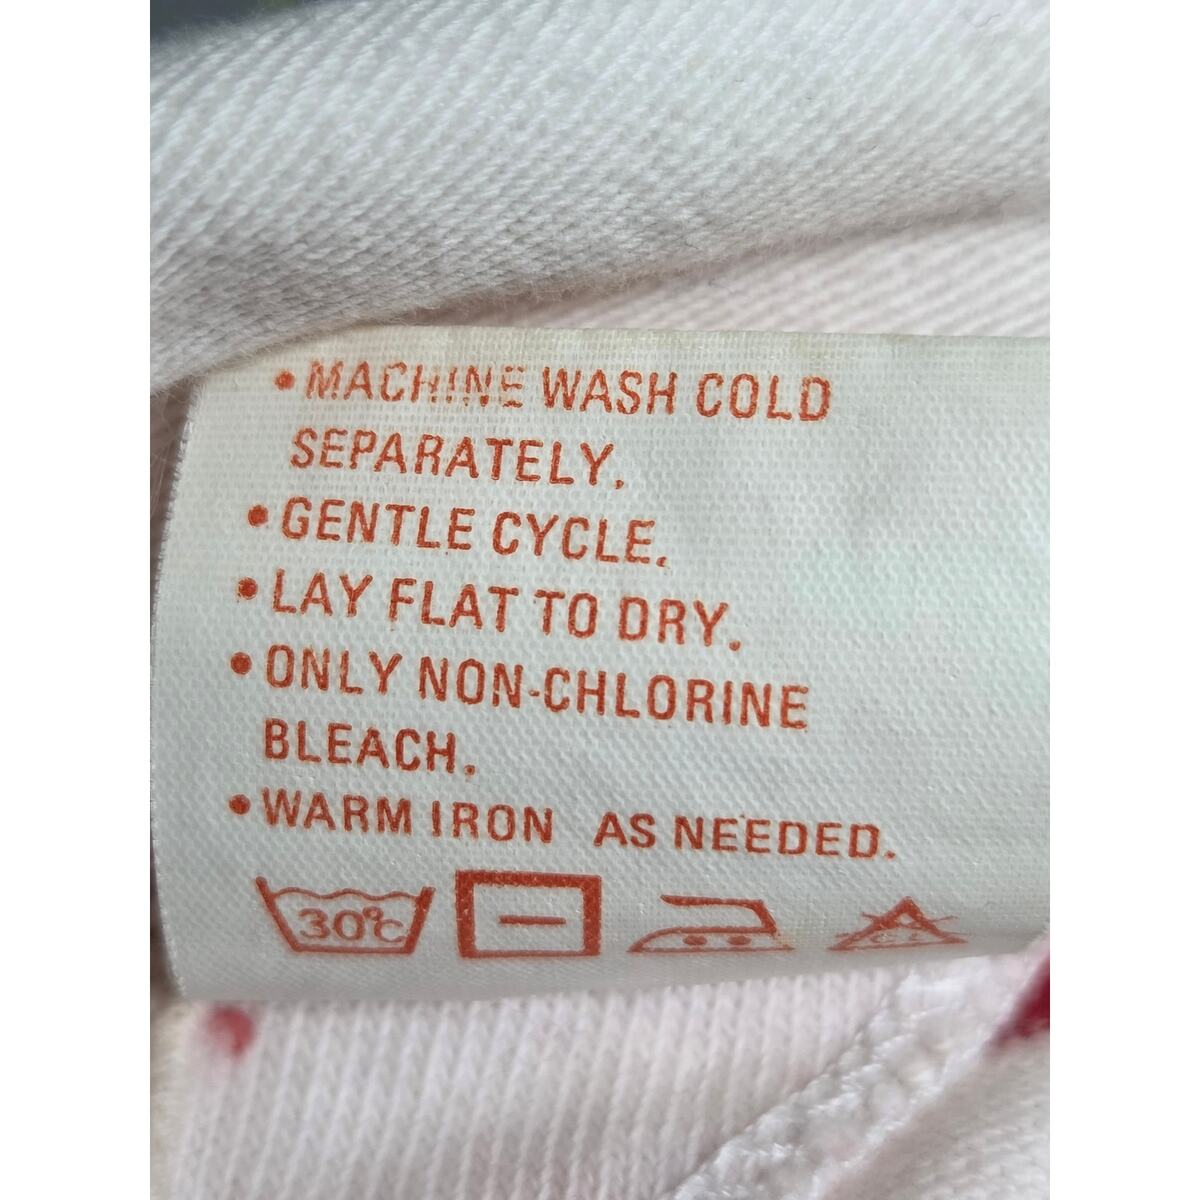 • MACHINE WASH COLD
SEPARATELY.
• GENTLE CYCLE.
• LAY FLAT TO DRY.
• ONLY NON-CHLORINE
BLEACH.
• WARM IRON AS NEEDED.
30°C CL